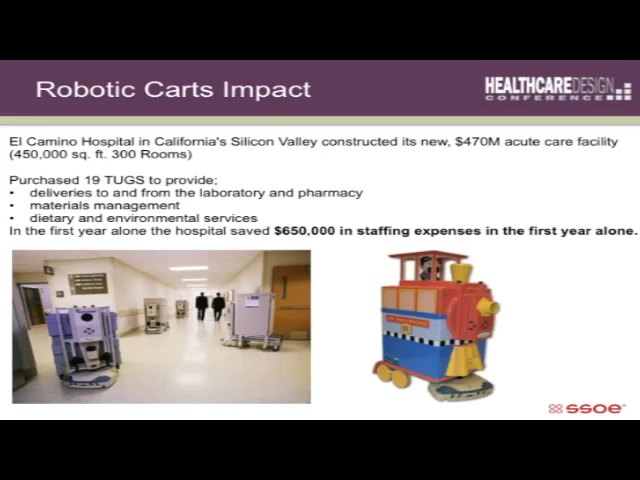 Robotic Carts Impact
HEALTHCAREDESIGN
CONFERENCE
El Camino Hospital in California's Silicon Valley constructed its new, $470M acute care facility
(450,000 sq. ft. 300 Rooms)
Purchased 19 TUGS to provide;
• deliveries to and from the laboratory and pharmacy
• materials management
• dietary and environmental services
In the first year alone the hospital saved $650,000 in staffing expenses in the first year alone.
ssoe